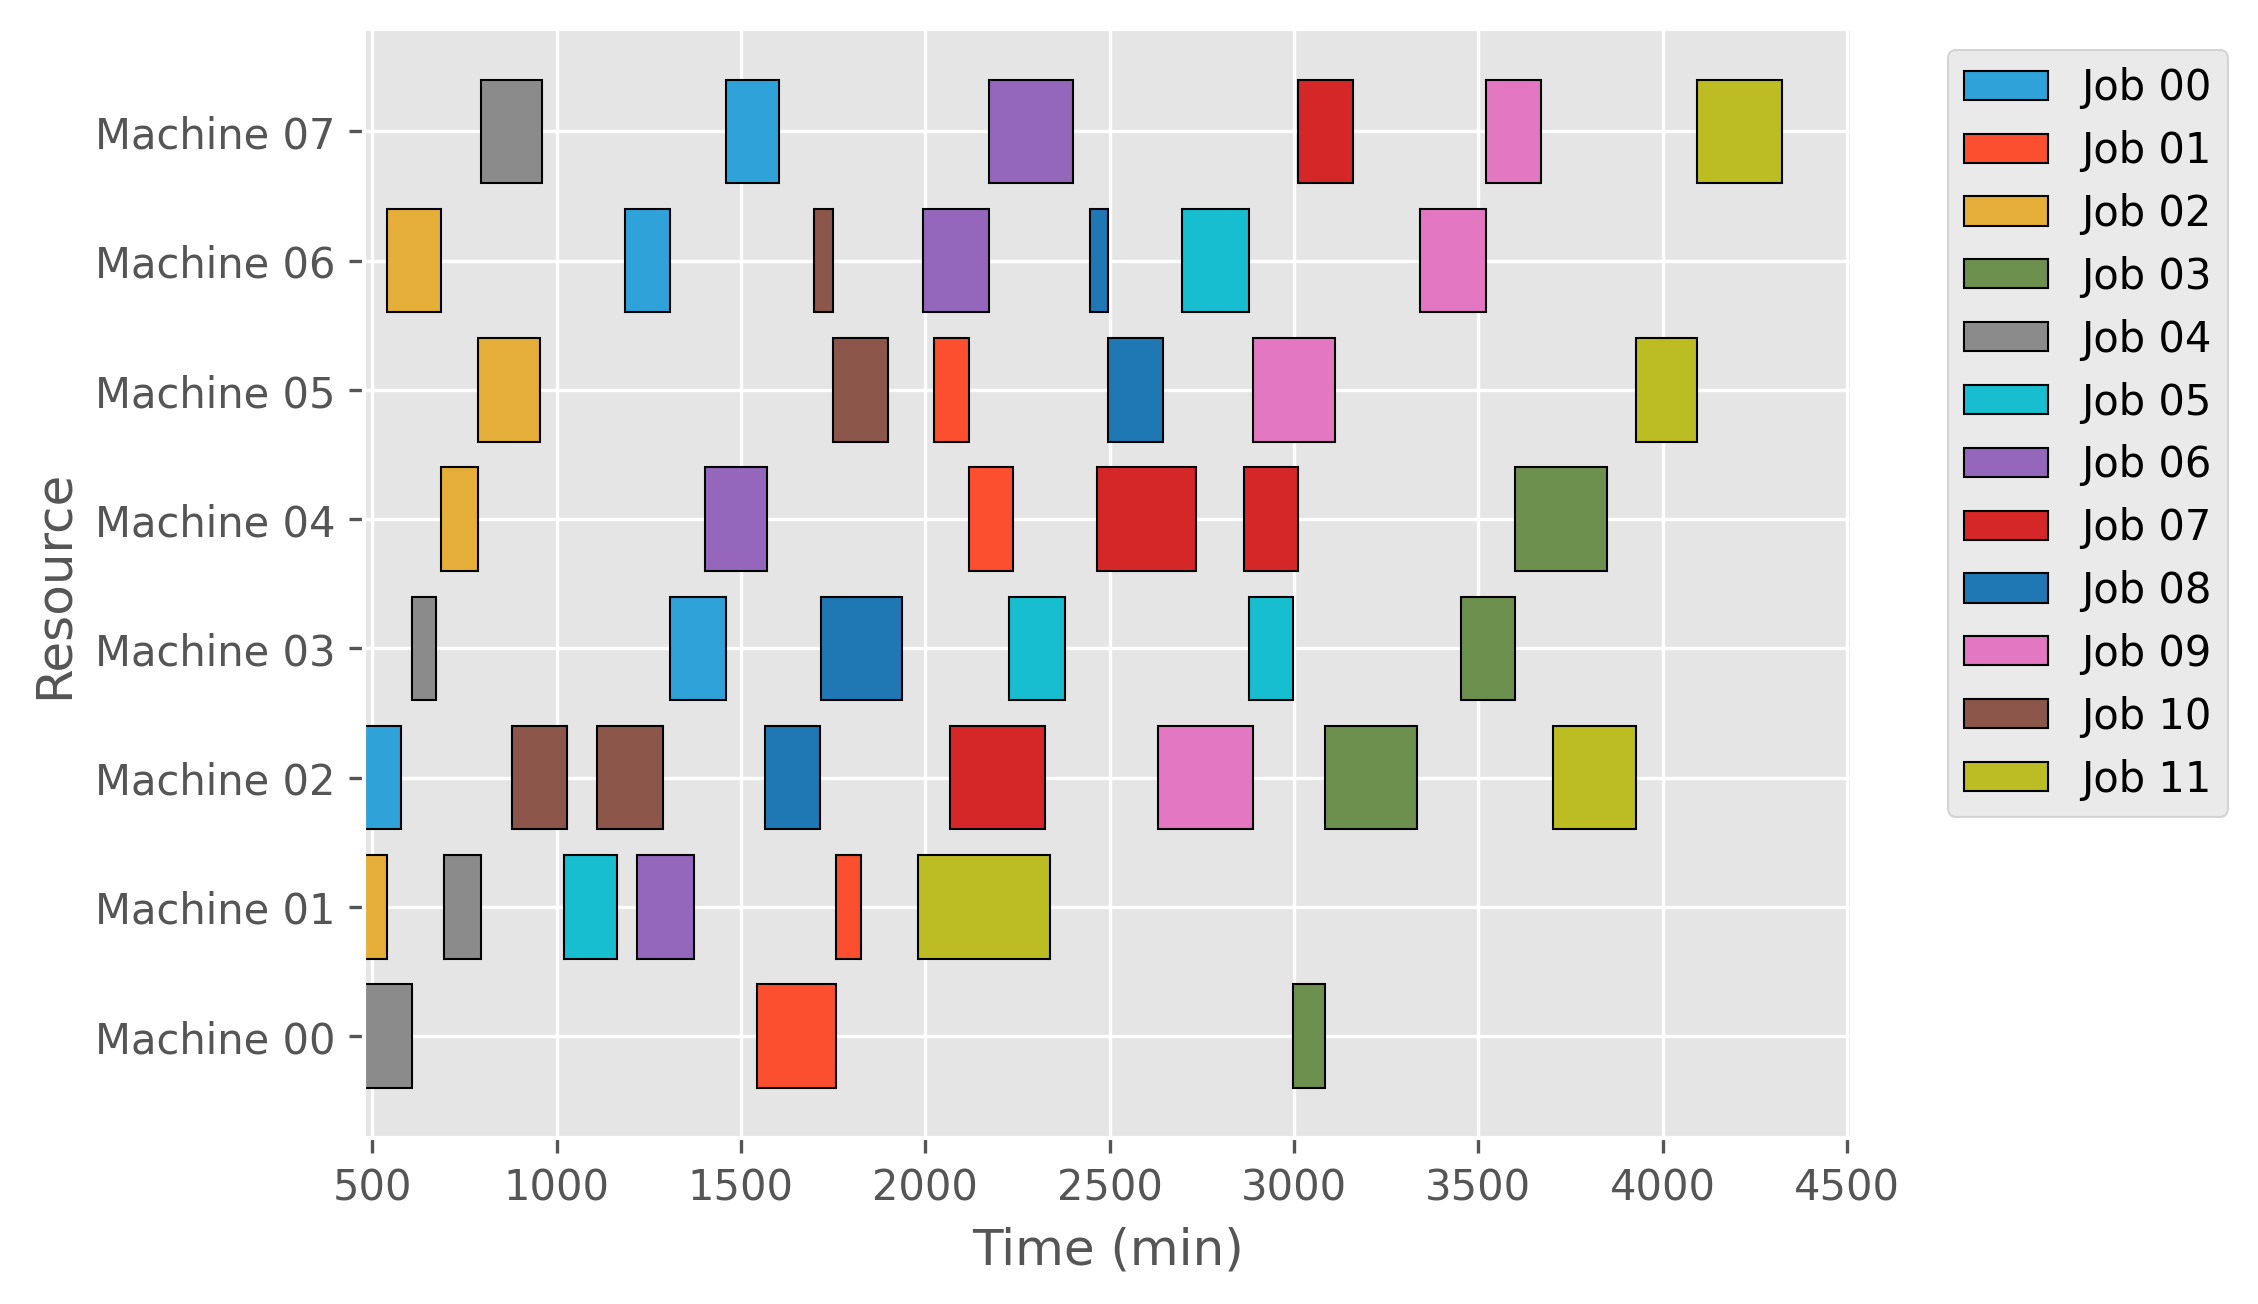 Machine 07
Machine 06
Machine 05
Machine 04
Machine 03
Machine 02
Machine 01
Machine 00
Resource
500 1000 1500 2000 2500 3000 3500 4000 4500
Time (min)
Job 00
Job 01
Job 02
Job 03
Job 04
Job 05
Job 06
Job 07
Job 08
Job 09
Job 10
Job 11